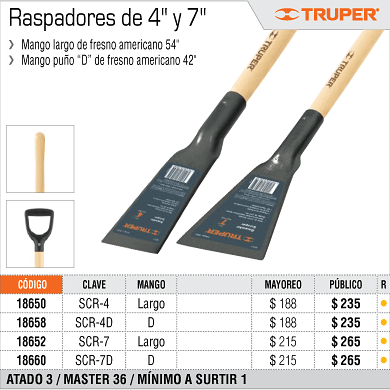 Raspadores de 4" y 7"
TRUPER®
Mango largo de fresno americano 54"
Mango puño “D” de fresno americano 42"
TRUPER
TRUPER
CÓDIGO CLAVE MANGO MAYOREO PÚBLICO R
18650 SCR-4 Largo $ 188 $ 235
18658 SCR-4D D $ 188 $ 235
18652 SCR-7 Largo $ 215 $ 265
18660 SCR-7D D $ 215 $ 265
ATADO 3 / MASTER 36 / MÍNIMO A SURTIR 1